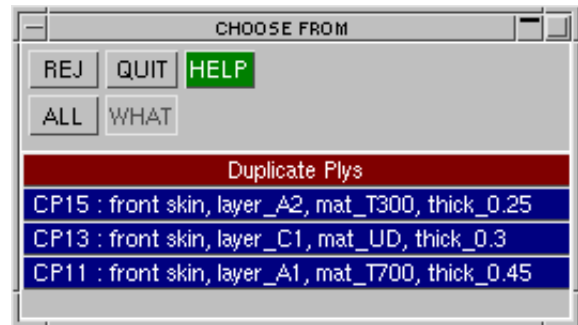 CHOOSE FROM
REJ QUIT HELP
ALL WHAT
Duplicate Plys
CP15 : front skin, layer_A2, mat_T300, thick_0.25
CP13 : front skin, layer_C1, mat_UD, thick_0.3
CP11 : front skin, layer_A1, mat_T700, thick_0.45